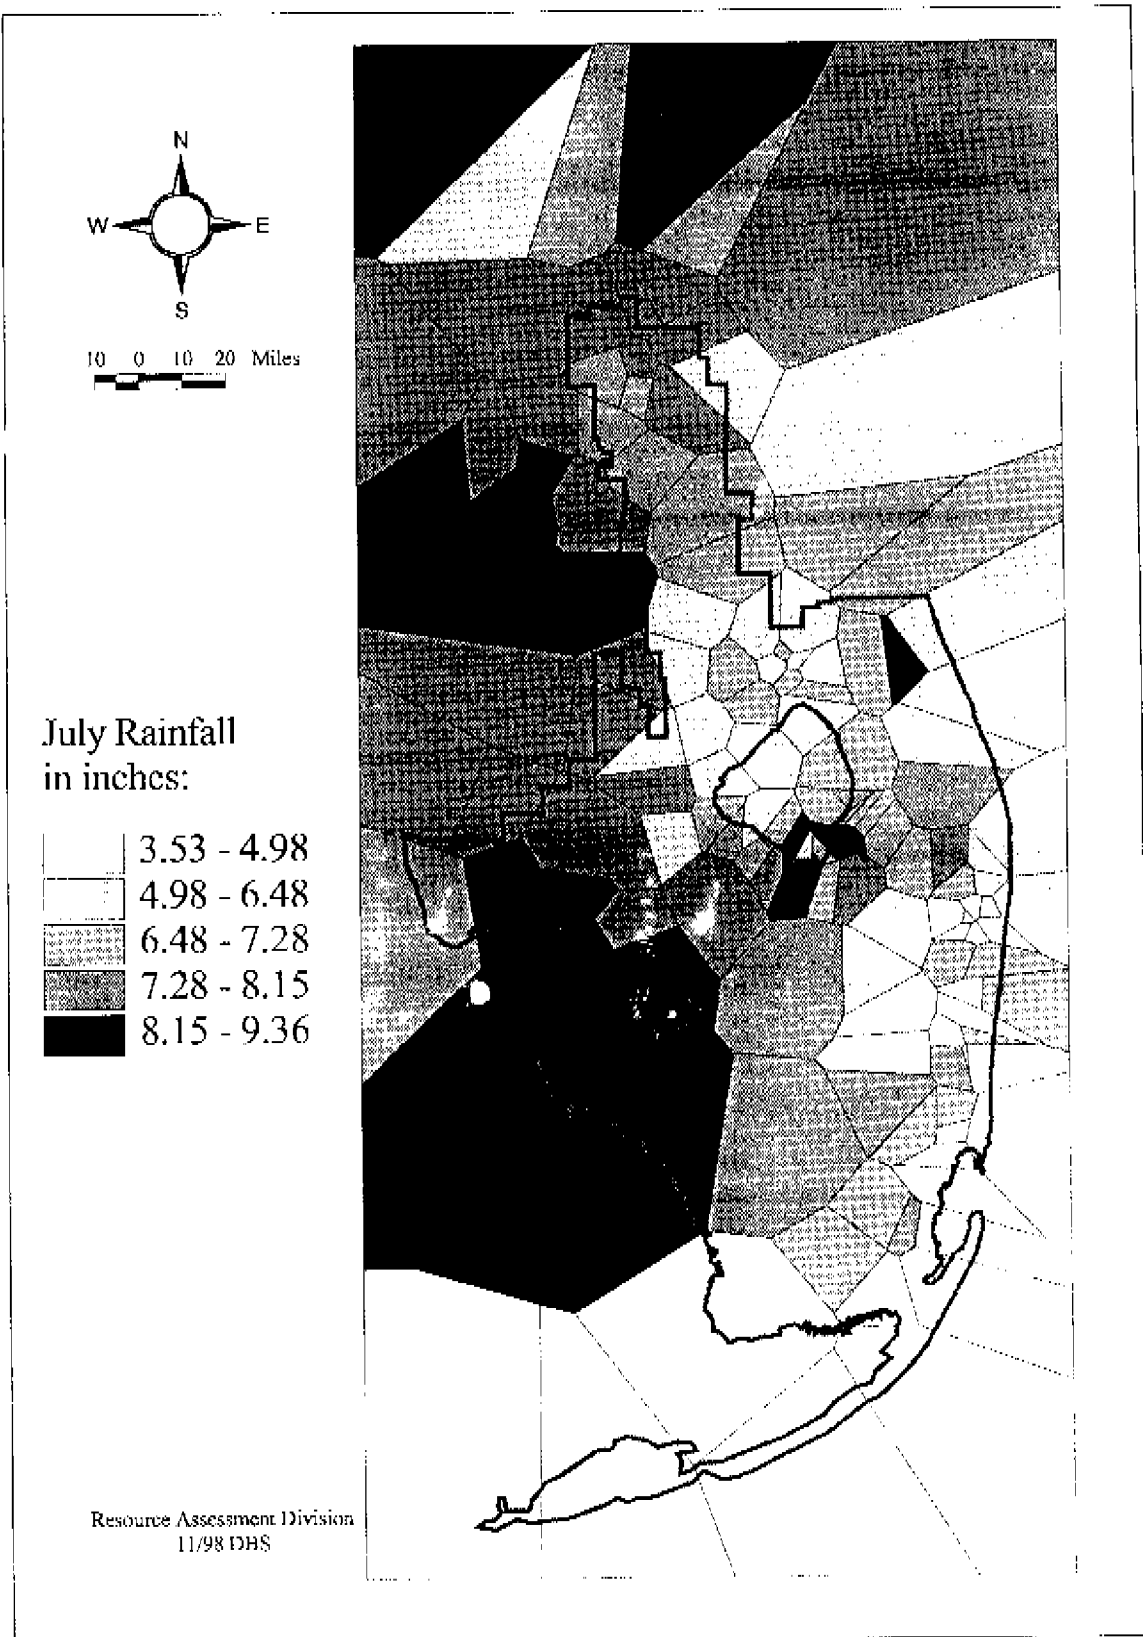 N
W E
S
10 0 10 20 Miles
July Rainfall
in inches:
3.53 - 4.98
4.98 - 6.48
6.48 - 7.28
7.28 - 8.15
8.15 - 9.36
Resource Assessment Division
11/98 DHS